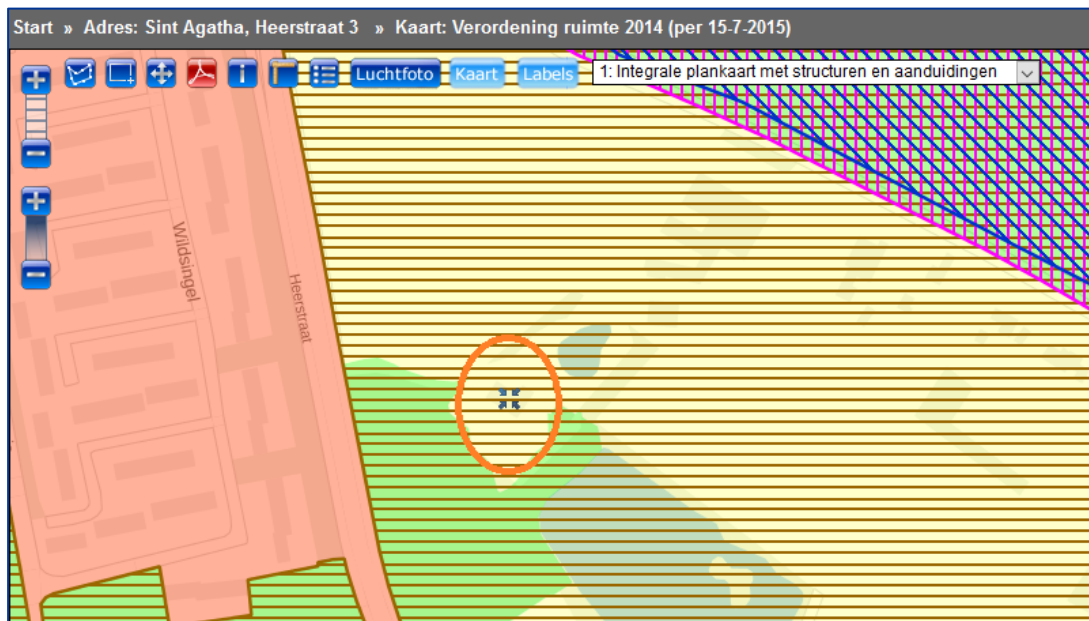 Start » Adres: Sint Agatha, Heerstraat 3 » Kaart: Verordening ruimte 2014 (per 15-7-2015)
Luchtfoto Kaart Labels 1: Integrale plankaart met structuren en aanduidingen
Wildsingel
Heerstraat